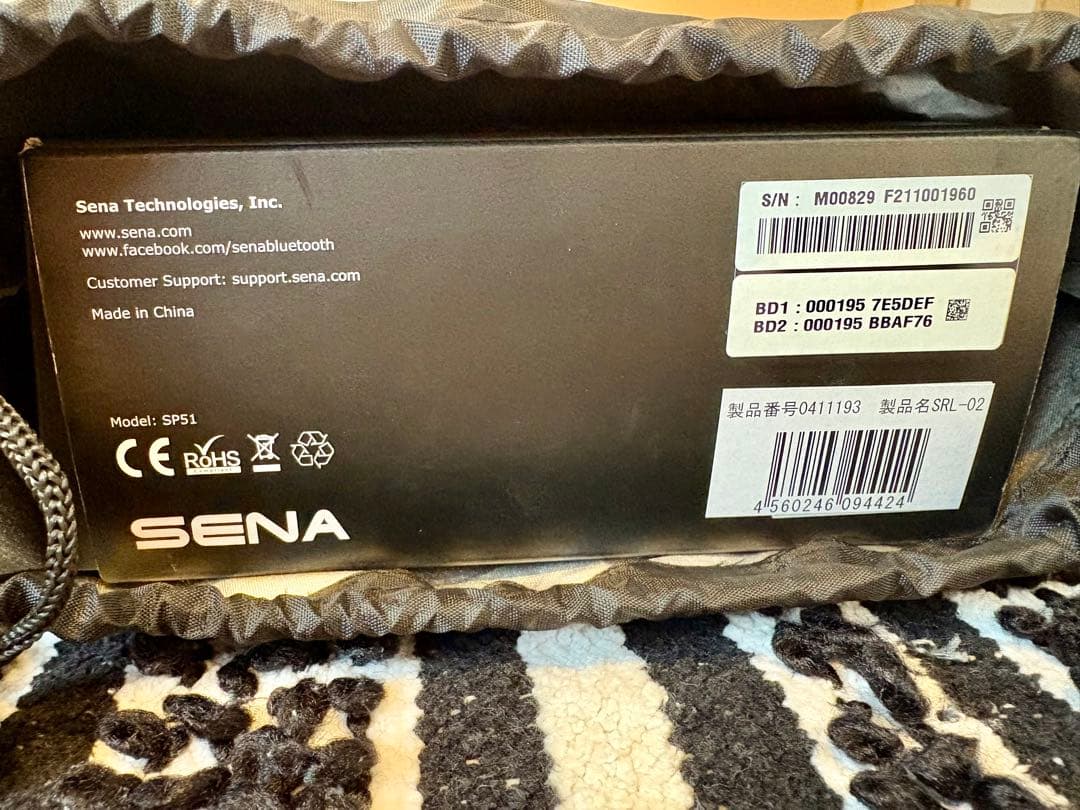 Sena Technologies, Inc.
www.sena.com
www.facebook.com/senabluetooth
Customer Support: support.sena.com
Made in China
Model: SP51
CE
RoHS
SENA
S/N : M00829 F211001960
BD1 : 000195 7E5DEF
BD2 : 000195 BBAF76
製品番号0411193 製品名SRL-02
4 560246 094424